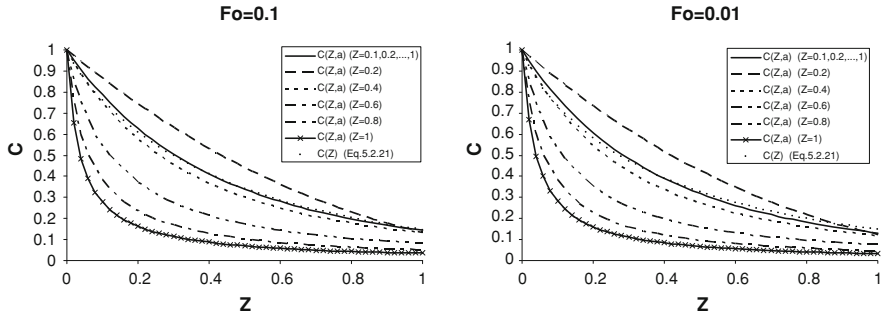 Fo=0.1
1
0.9
0.8
0.7
0.6
0.5
0.4
0.3
0.2
0.1
0
C
0 0.2 0.4 0.6 0.8 1
Z
C(Z,a) (Z=0.1,0.2,...,1)
C(Z,a) (Z=0.2)
C(Z,a) (Z=0.4)
C(Z,a) (Z=0.6)
C(Z,a) (Z=0.8)
C(Z,a) (Z=1)
C(Z) (Eq.5.2.21)
Fo=0.01
1
0.9
0.8
0.7
0.6
0.5
0.4
0.3
0.2
0.1
0
C
0 0.2 0.4 0.6 0.8 1
Z
C(Z,a) (Z=0.1,0.2,...,1)
C(Z,a) (Z=0.2)
C(Z,a) (Z=0.4)
C(Z,a) (Z=0.6)
C(Z,a) (Z=0.8)
C(Z,a) (Z=1)
C(Z) (Eq.5.2.21)